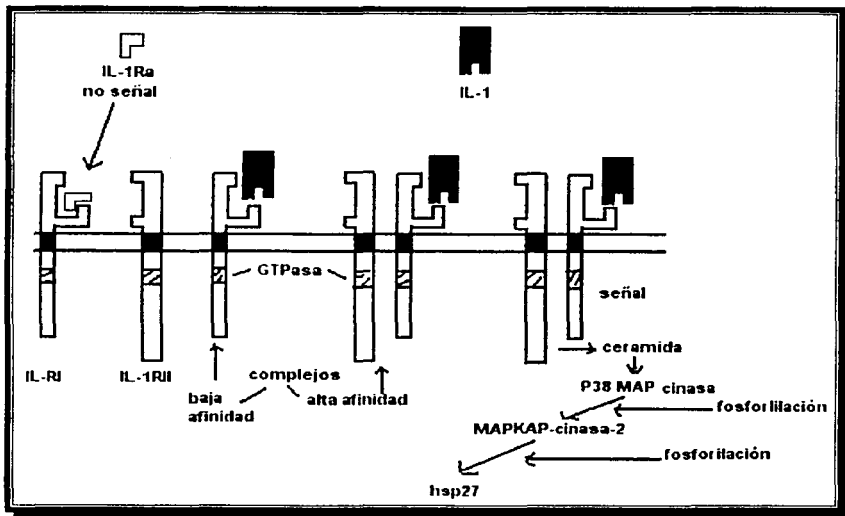 IL-1Ra
no señal
IL-1
GTPasa
señal
IL-RI
IL-1RII
baja
afinidad
complejos
alta afinidad
ceramida
P38 MAP cinasa
fosforlilación
MAPKAP-cinasa-2
fosforilación
hsp27